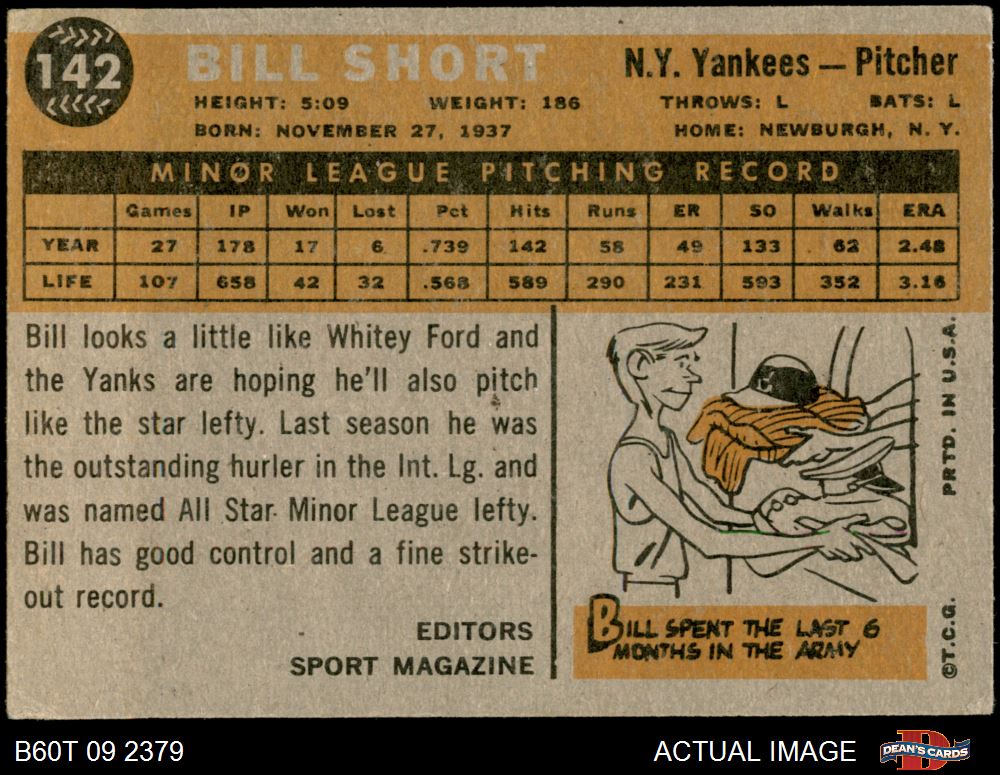 142
BILL SHORT
N.Y. Yankees — Pitcher
HEIGHT: 5:09 WEIGHT: 186 THROWS: L BATS: L
BORN: NOVEMBER 27, 1937 HOME: NEWBURGH, N. Y.
MINOR LEAGUE PITCHING RECORD
Games IP Won Lost Pct Hits Runs ER SO Walks ERA
YEAR 27 178 17 6 .739 142 58 49 133 62 2.48
LIFE 107 658 42 32 .568 589 290 231 593 352 3.16
Bill looks a little like Whitey Ford and
the Yanks are hoping he'll also pitch
like the star lefty. Last season he was
the outstanding hurler in the Int. Lg. and
was named All Star Minor League lefty.
Bill has good control and a fine strike-
out record.
EDITORS
SPORT MAGAZINE
BILL SPENT THE LAST 6
MONTHS IN THE ARMY
PRTD. IN U.S.A.
©T.C.G.
B60T 09 2379
ACTUAL IMAGE
DEAN'S CARDS